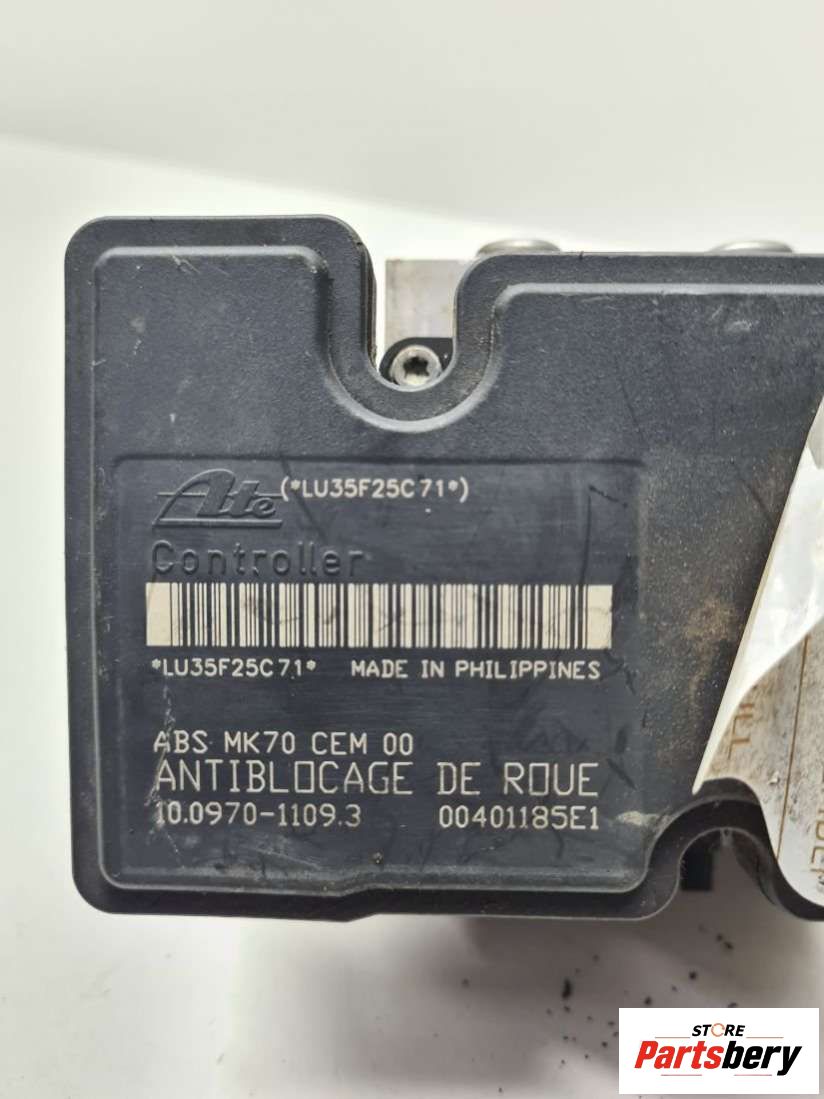 Ate (*LU35F25C71*)
Controller
*LU35F25C71* MADE IN PHILIPPINES
ABS MK70 CEM 00
ANTIBLOCAGE DE ROUE
10.0970-1109.3 00401185E1
STORE
Partsbery